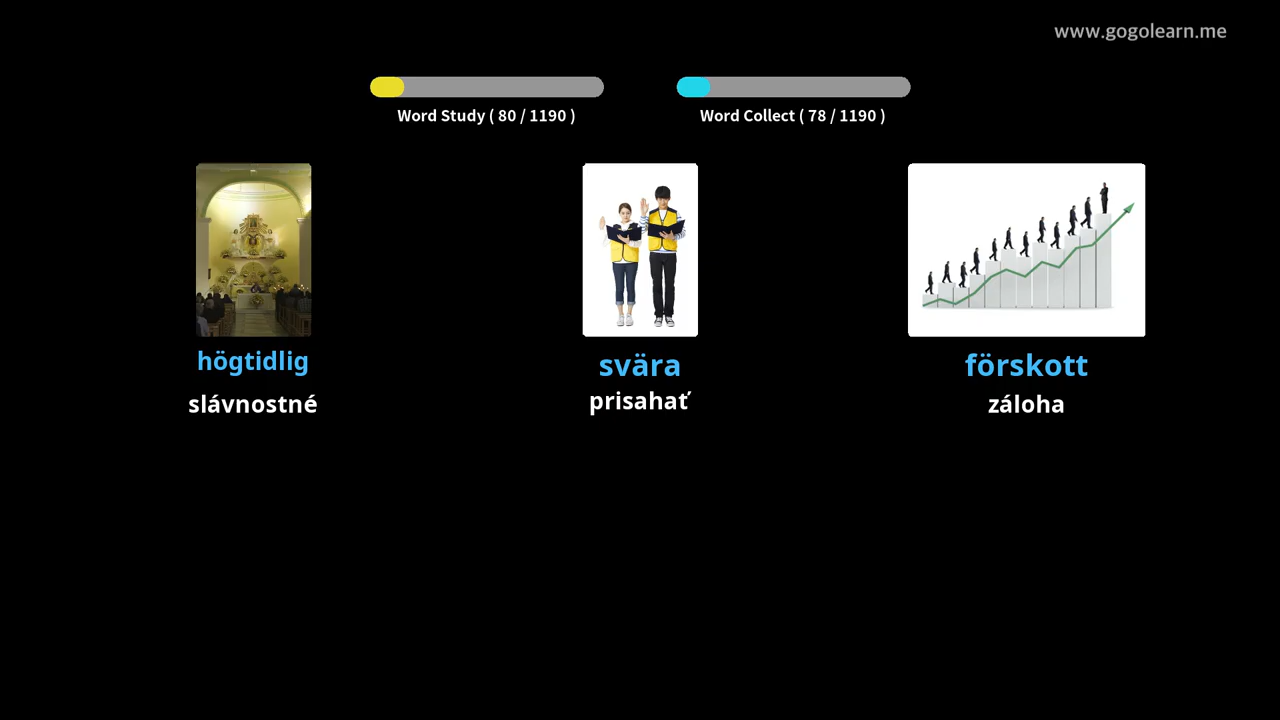 www.gogolearn.me
Word Study ( 80 / 1190 )
Word Collect ( 78 / 1190 )
högtidlig
slávnostné
svära
prisahať
förskott
záloha